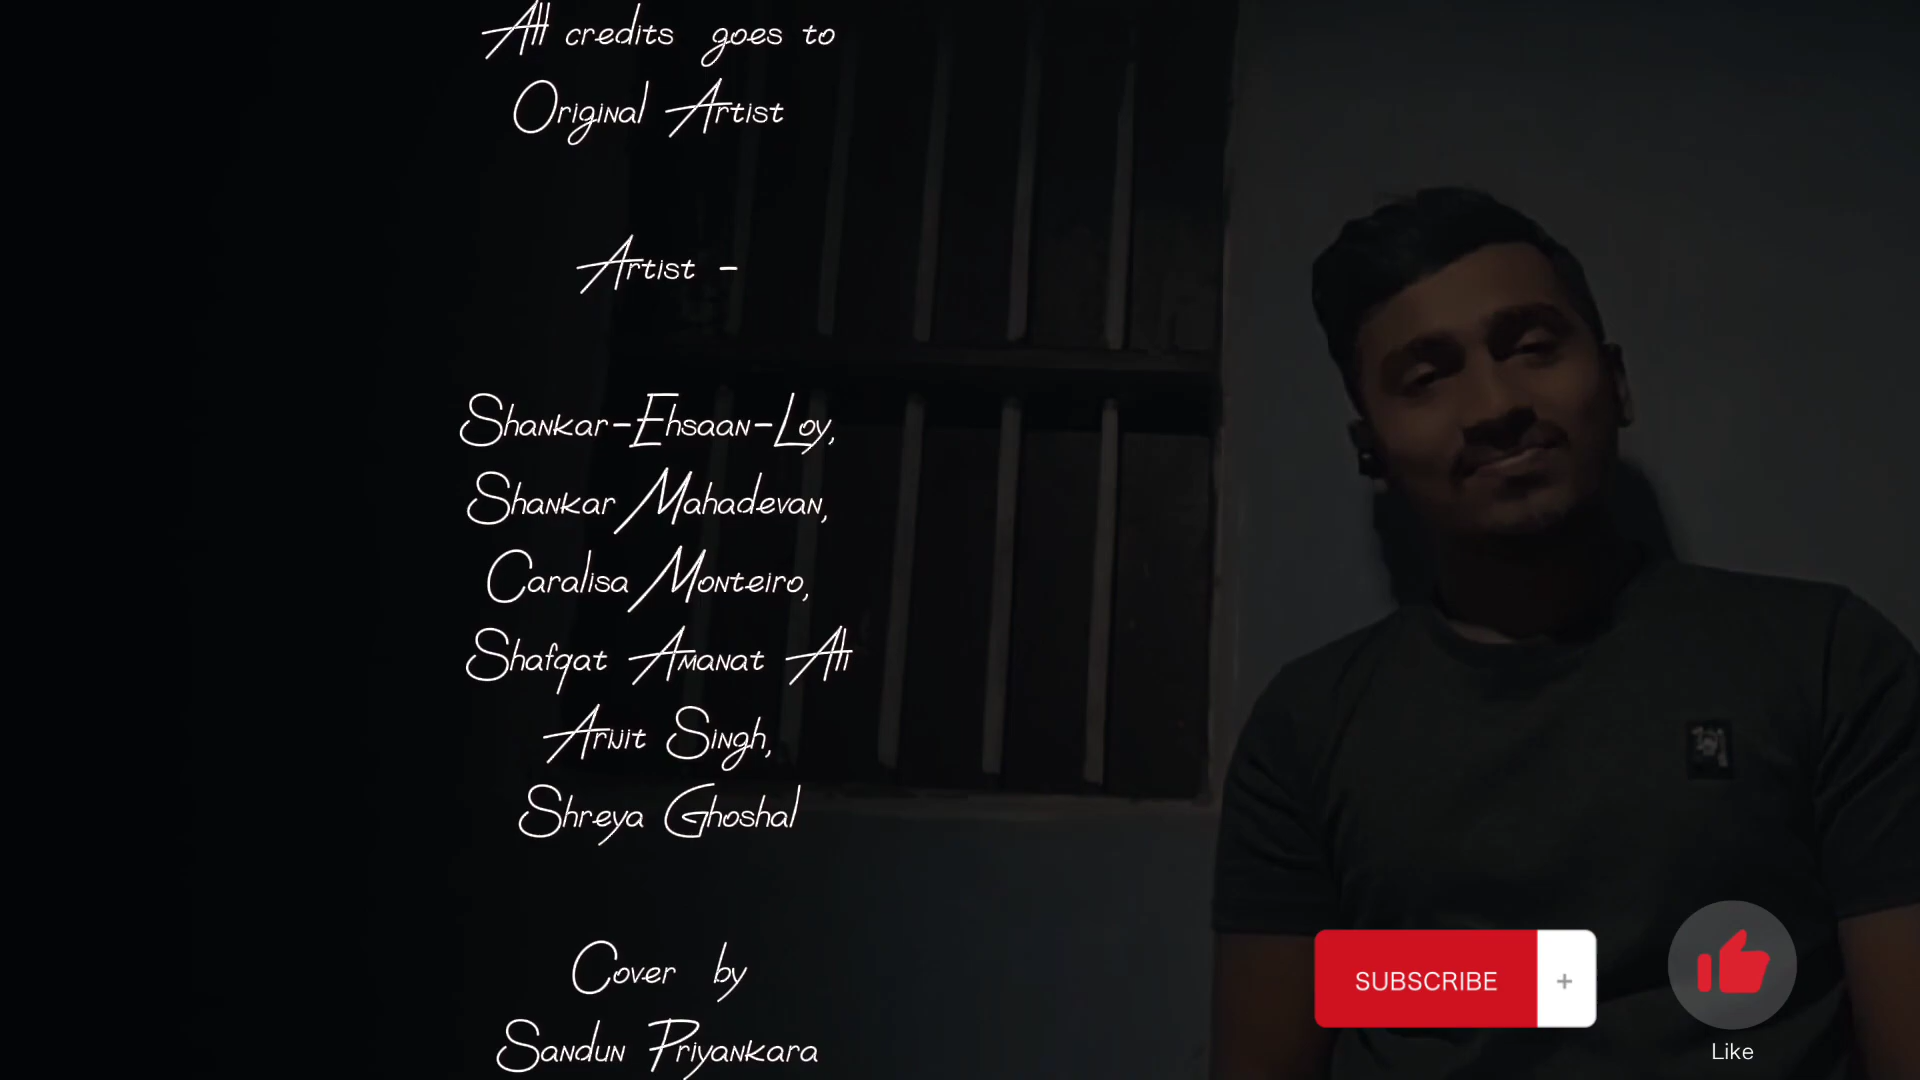 All credits goes to
Original Artist
Artist -
Shankar-Ehsaan-Loy,
Shankar Mahadevan,
Caralisa Monteiro,
Shafqat Amanat Ali
Arijit Singh,
Shreya Ghoshal
Cover by
Sandun Priyankara
SUBSCRIBE +
Like